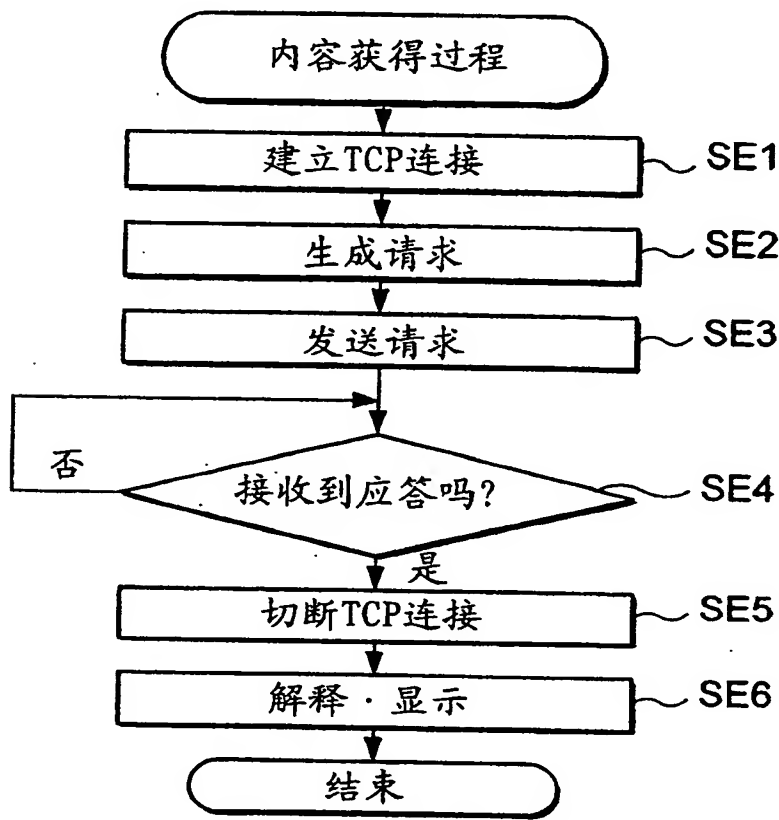 内容获得过程
建立TCP连接
SE1
生成请求
SE2
发送请求
SE3
否
接收到应答吗?
SE4
是
切断TCP连接
SE5
解释·显示
SE6
结束